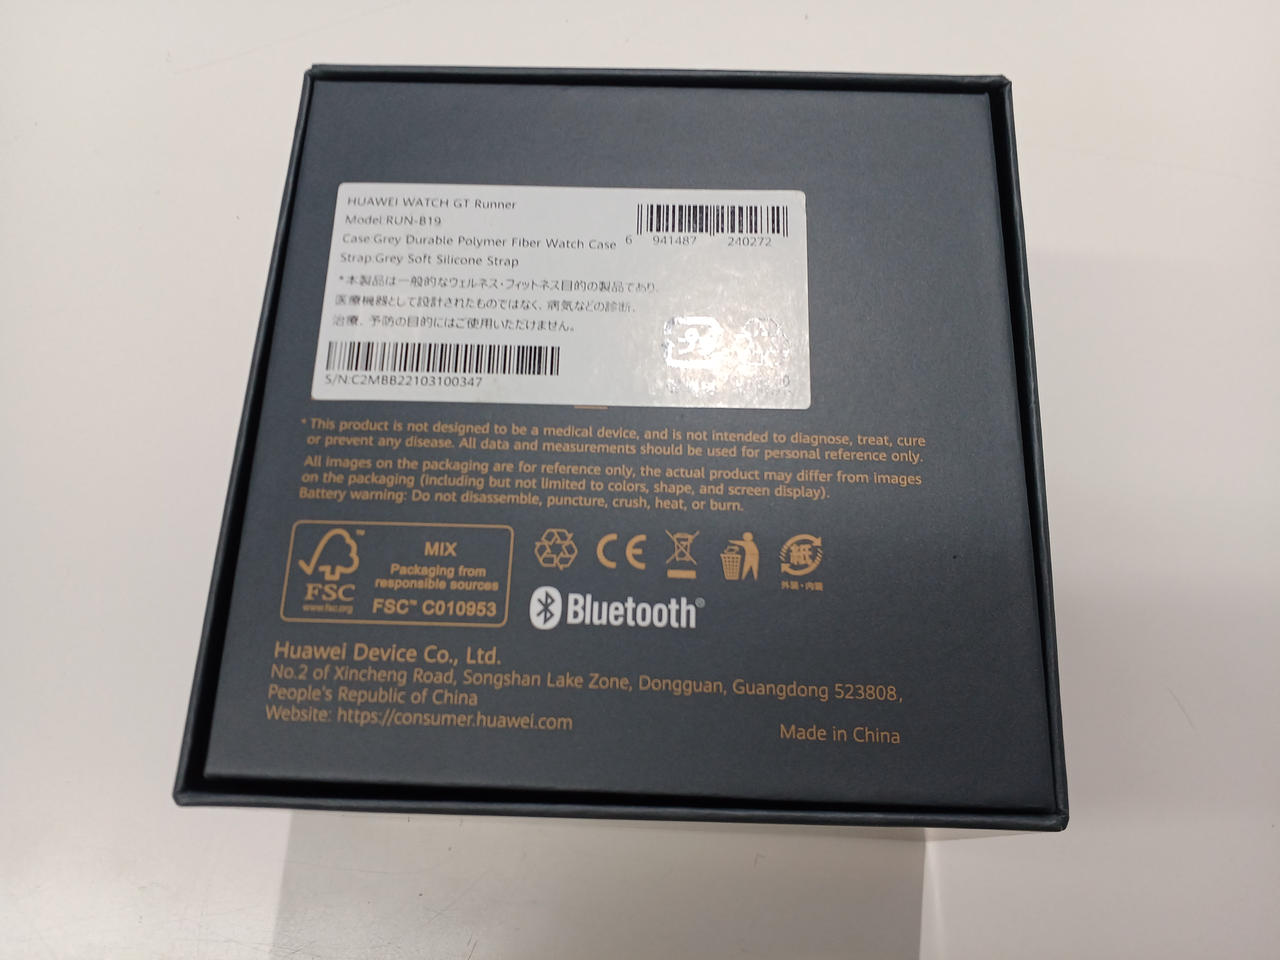 HUAWEI WATCH GT Runner
Model:RUN-B19
Case:Grey Durable Polymer Fiber Watch Case
Strap:Grey Soft Silicone Strap
6 941487 240272
*本製品は一般的なウェルネス・フィットネス目的の製品であり、
医療機器として設計されたものではなく、病気などの診断、
治療、予防の目的にはご使用いただけません。
S/N:C2MBB22103100347
* This product is not designed to be a medical device, and is not intended to diagnose, treat, cure
or prevent any disease. All data and measurements should be used for personal reference only.
All images on the packaging are for reference only, the actual product may differ from images
on the packaging (including but not limited to colors, shape, and screen display).
Battery warning: Do not disassemble, puncture, crush, heat, or burn.
FSC
www.fsc.org
MIX
Packaging from
responsible sources
FSC™ C010953
CE
紙
外装・内装
Bluetooth®
Huawei Device Co., Ltd.
No.2 of Xincheng Road, Songshan Lake Zone, Dongguan, Guangdong 523808,
People's Republic of China
Website: https://consumer.huawei.com
Made in China